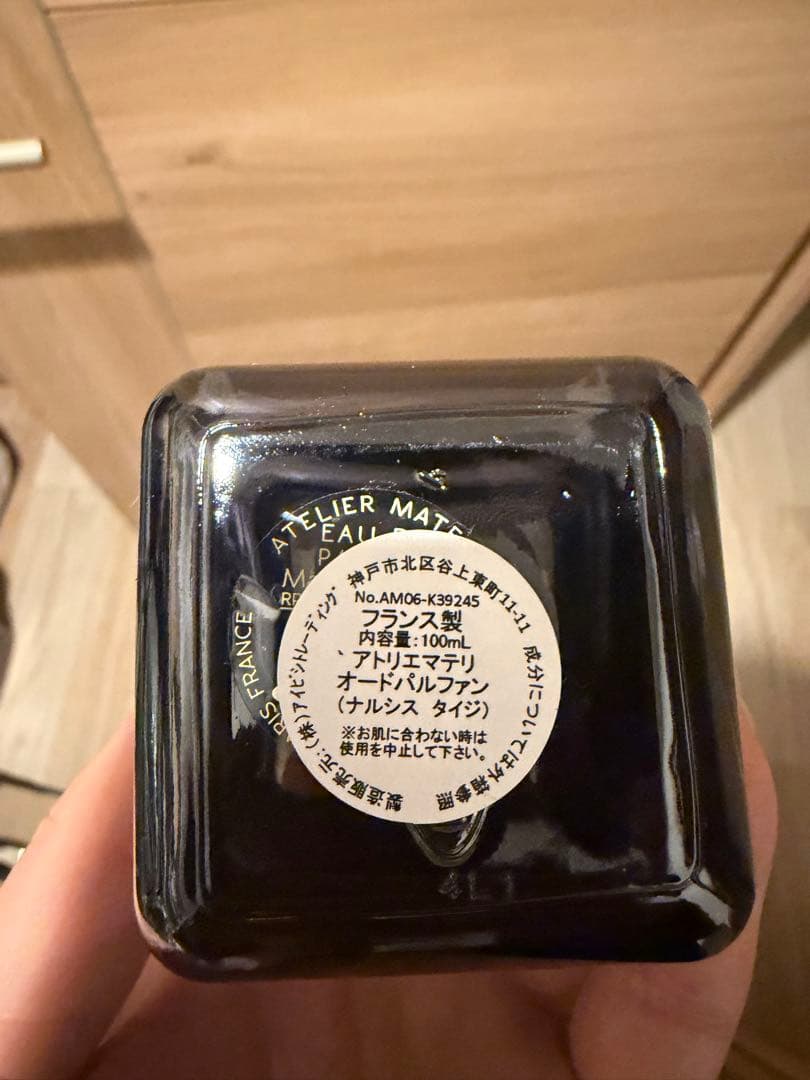 ATELIER MATE
EAU
FRANCE
神戸市北区谷上東町11-11
成分については外箱参照
製造販売元:(株)アイビシトレーディング
No.AM06-K39245
フランス製
内容量:100mL
アトリエマテリ
オードパルファン
(ナルシス タイジ)
※お肌に合わない時は
使用を中止して下さい。